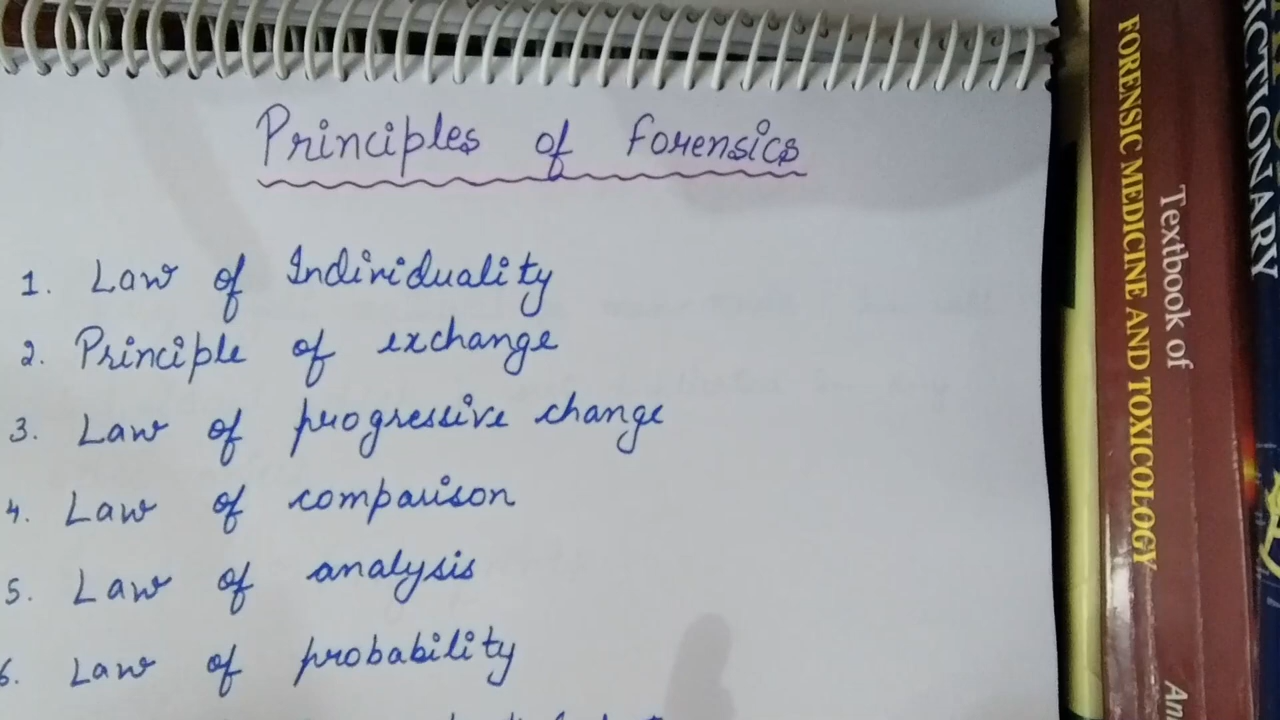 Principles of Forensics
1. Law of Individuality
2. Principle of exchange
3. Law of progressive change
4. Law of comparison
5. Law of analysis
6. Law of probability
Textbook of
FORENSIC MEDICINE AND TOXICOLOGY
DICTIONARY